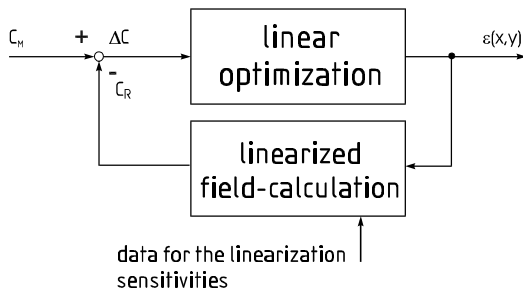 C_M + ΔC
linear
optimization
ε(x,y)
-
C_R
linearized
field-calculation
data for the linearization
sensitivities